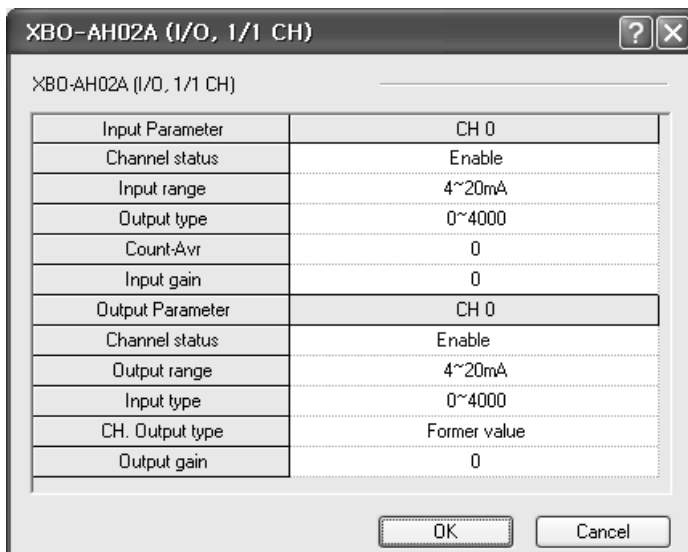 XBO-AH02A (I/O, 1/1 CH)
XBO-AH02A (I/O, 1/1 CH)
Input Parameter CH 0
Channel status Enable
Input range 4~20mA
Output type 0~4000
Count-Avr 0
Input gain 0
Output Parameter CH 0
Channel status Enable
Output range 4~20mA
Input type 0~4000
CH. Output type Former value
Output gain 0
OK Cancel